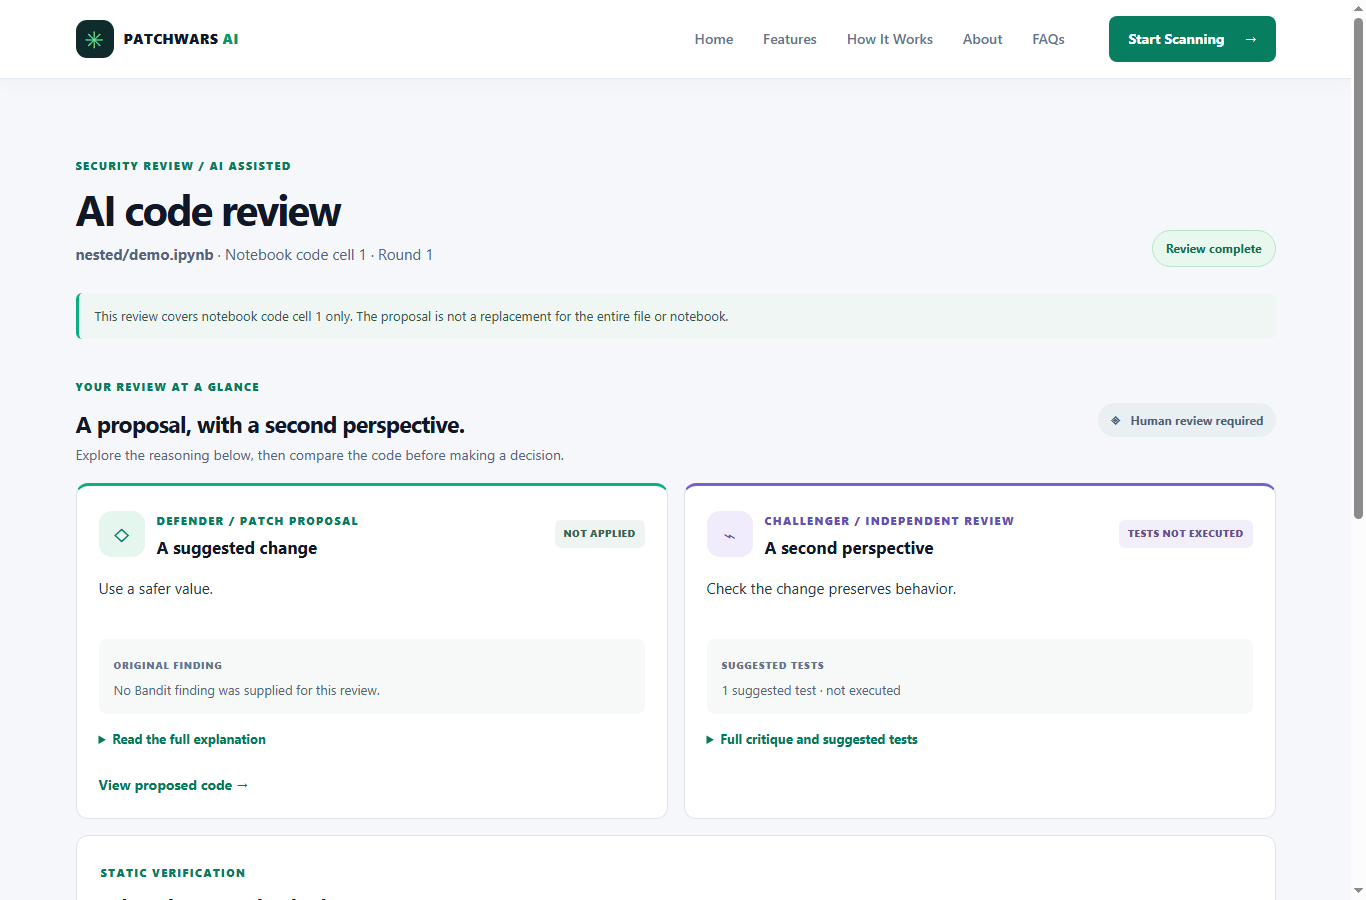 PATCHWARS AI
Home
Features
How It Works
About
FAQs
Start Scanning →
SECURITY REVIEW / AI ASSISTED
AI code review
nested/demo.ipynb · Notebook code cell 1 · Round 1
Review complete
This review covers notebook code cell 1 only. The proposal is not a replacement for the entire file or notebook.
YOUR REVIEW AT A GLANCE
A proposal, with a second perspective.
Human review required
Explore the reasoning below, then compare the code before making a decision.
DEFENDER / PATCH PROPOSAL
A suggested change
NOT APPLIED
Use a safer value.
ORIGINAL FINDING
No Bandit finding was supplied for this review.
Read the full explanation
View proposed code →
CHALLENGER / INDEPENDENT REVIEW
A second perspective
TESTS NOT EXECUTED
Check the change preserves behavior.
SUGGESTED TESTS
1 suggested test · not executed
Full critique and suggested tests
STATIC VERIFICATION